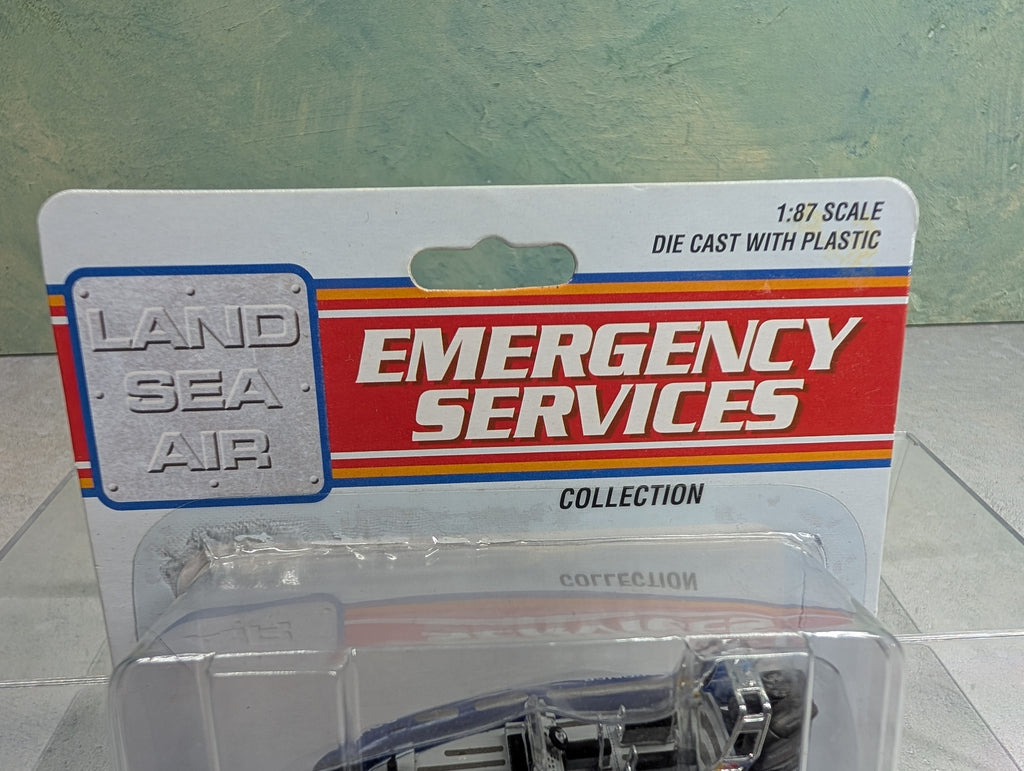 1:87 SCALE
DIE CAST WITH PLASTIC
LAND
SEA
AIR
EMERGENCY
SERVICES
COLLECTION